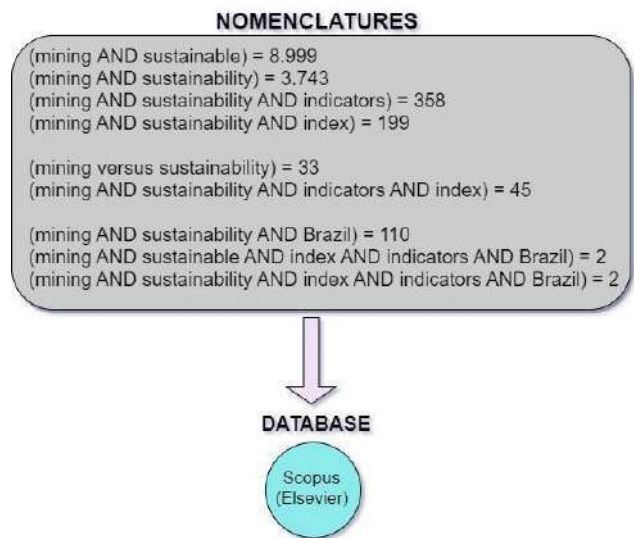 NOMENCLATURES
(mining AND sustainable) = 8.999
(mining AND sustainability) = 3.743
(mining AND sustainability AND indicators) = 358
(mining AND sustainability AND index) = 199
(mining versus sustainability) = 33
(mining AND sustainability AND indicators AND index) = 45
(mining AND sustainability AND Brazil) = 110
(mining AND sustainable AND index AND indicators AND Brazil) = 2
(mining AND sustainability AND index AND indicators AND Brazil) = 2
DATABASE
Scopus
(Elsevier)